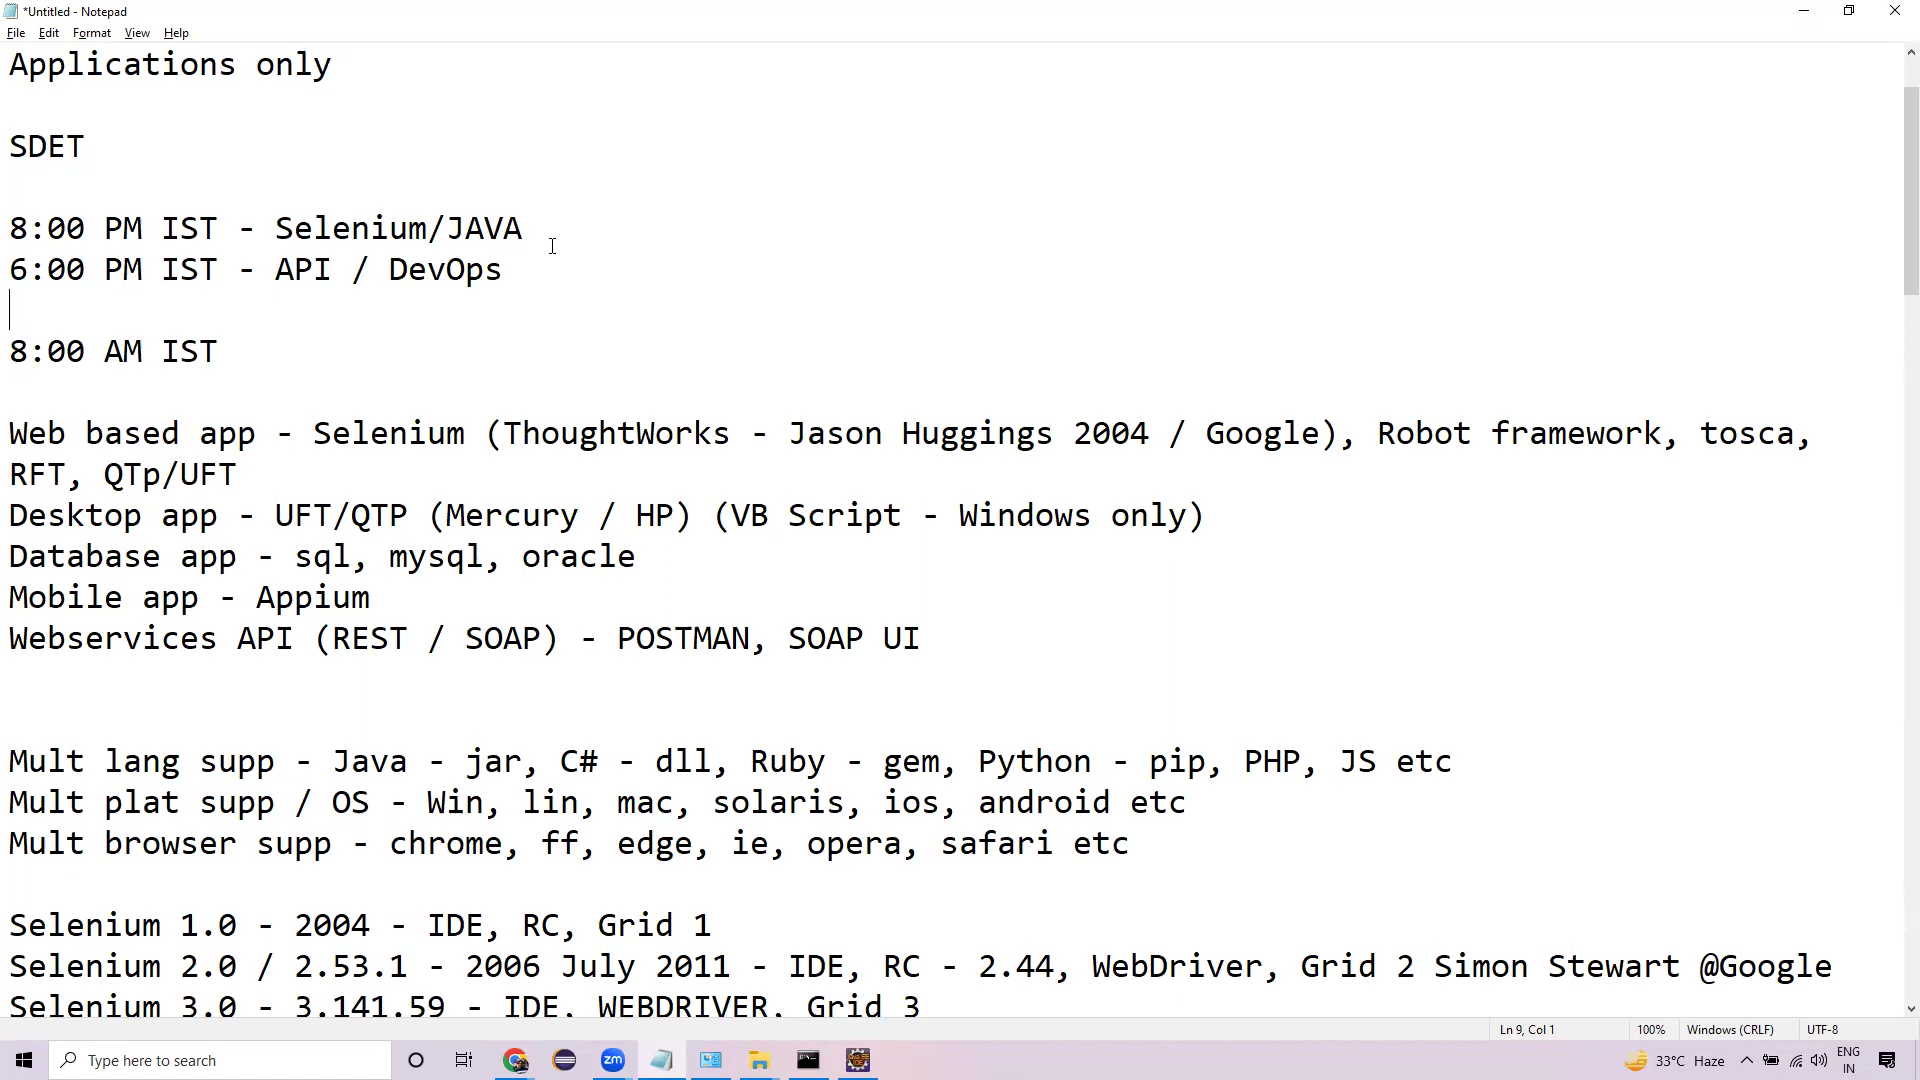 *Untitled - Notepad
File Edit Format View Help
Applications only
SDET
8:00 PM IST - Selenium/JAVA
6:00 PM IST - API / DevOps
8:00 AM IST
Web based app - Selenium (ThoughtWorks - Jason Huggings 2004 / Google), Robot framework, tosca,
RFT, QTp/UFT
Desktop app - UFT/QTP (Mercury / HP) (VB Script - Windows only)
Database app - sql, mysql, oracle
Mobile app - Appium
Webservices API (REST / SOAP) - POSTMAN, SOAP UI
Mult lang supp - Java - jar, C# - dll, Ruby - gem, Python - pip, PHP, JS etc
Mult plat supp / OS - Win, lin, mac, solaris, ios, android etc
Mult browser supp - chrome, ff, edge, ie, opera, safari etc
Selenium 1.0 - 2004 - IDE, RC, Grid 1
Selenium 2.0 / 2.53.1 - 2006 July 2011 - IDE, RC - 2.44, WebDriver, Grid 2 Simon Stewart @Google
Selenium 3.0 - 3.141.59 - IDE, WEBDRIVER, Grid 3
Ln 9, Col 1 100% Windows (CRLF) UTF-8
Type here to search zm 33°C Haze ENG
IN